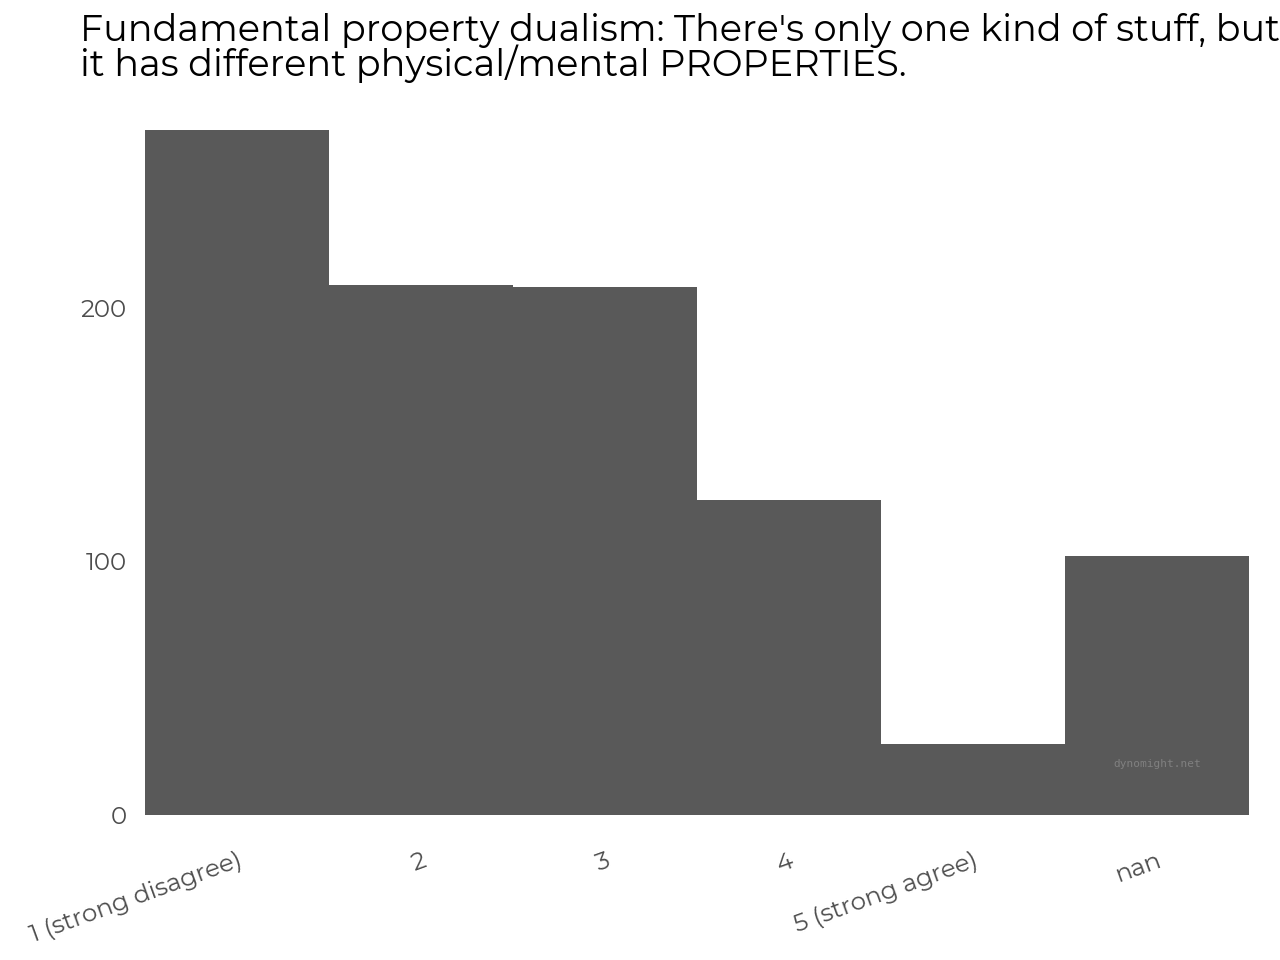 Fundamental property dualism: There's only one kind of stuff, but
it has different physical/mental PROPERTIES.
200
100
0
1 (strong disagree)
2
3
4
5 (strong agree)
nan
dynomight.net